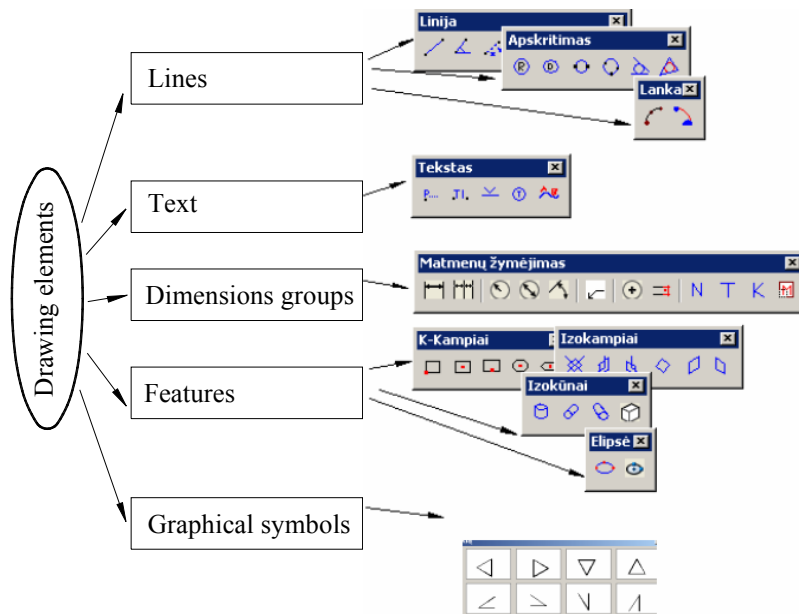 Drawing elements
Lines
Linija
Apskritimas
Lanka
Text
Tekstas
Dimensions groups
Matmenų žymėjimas
Features
K-Kampiai
Izokampiai
Izokūnai
Elipsė
Graphical symbols